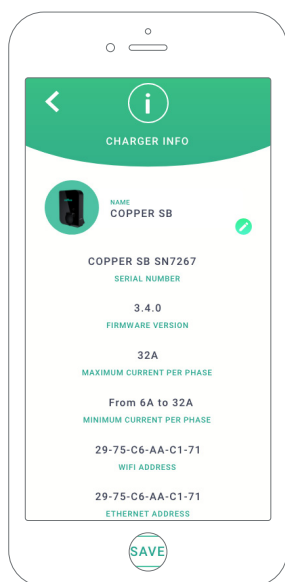 CHARGER INFO
NAME
COPPER SB
COPPER SB SN7267
SERIAL NUMBER
3.4.0
FIRMWARE VERSION
32A
MAXIMUM CURRENT PER PHASE
From 6A to 32A
MINIMUM CURRENT PER PHASE
29-75-C6-AA-C1-71
WIFI ADDRESS
29-75-C6-AA-C1-71
ETHERNET ADDRESS
SAVE